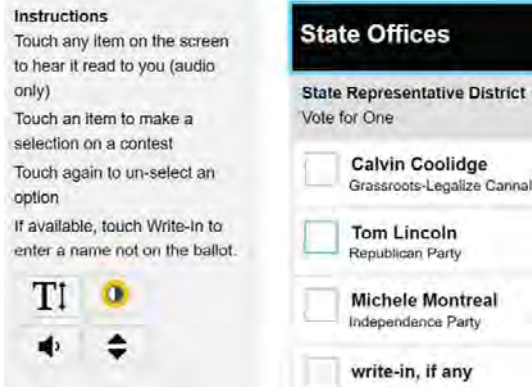 Instructions
Touch any item on the screen
to hear it read to you (audio
only)
Touch an item to make a
selection on a contest
Touch again to un-select an
option
If available, touch Write-In to
enter a name not on the ballot.
State Offices
State Representative District
Vote for One
Calvin Coolidge
Grassroots-Legalize
Tom Lincoln
Republican Party
Michele Montreal
Independence Party
write-in, if any